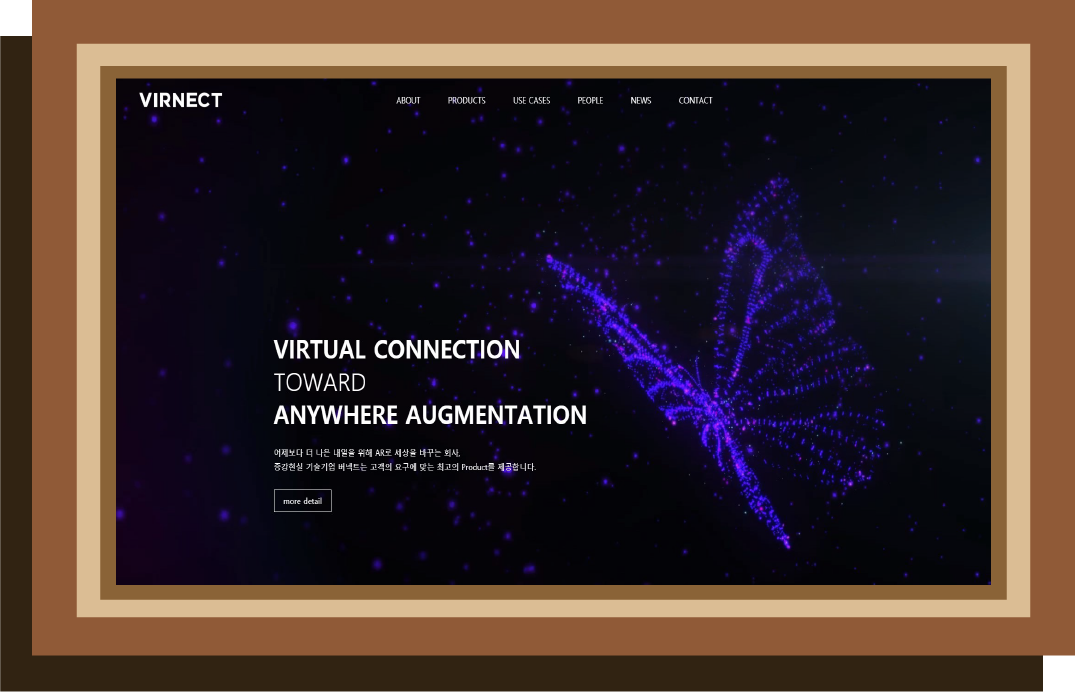 VIRNECT
ABOUT PRODUCTS USE CASES PEOPLE NEWS CONTACT
VIRTUAL CONNECTION
TOWARD
ANYWHERE AUGMENTATION
어제보다 더 나은 내일을 위해 AR로 세상을 바꾸는 회사,
증강현실 기술기업 버넥트는 고객의 요구에 맞는 최고의 Product를 제공합니다.
more detail